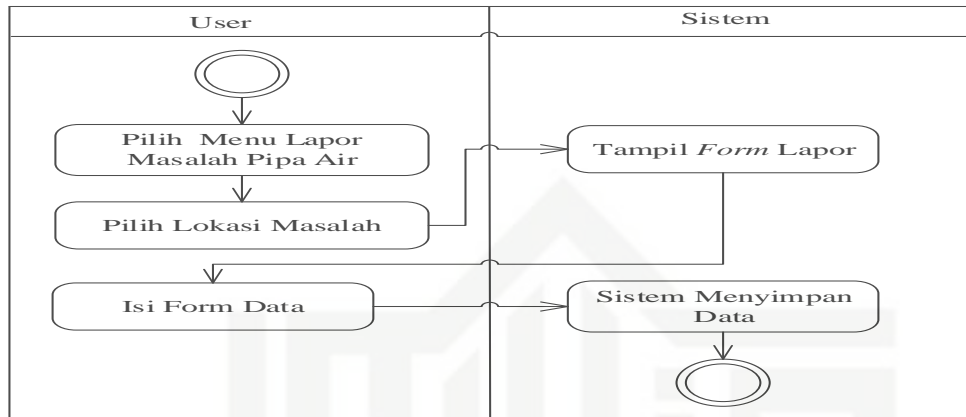 User
Sistem
Pilih Menu Lapor
Masalah Pipa Air
Tampil Form Lapor
Pilih Lokasi Masalah
Isi Form Data
Sistem Menyimpan
Data